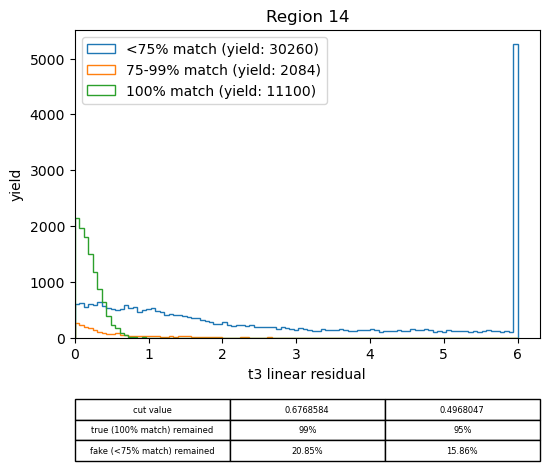 Region 14
<75% match (yield: 30260)
75-99% match (yield: 2084)
100% match (yield: 11100)
yield
5000
4000
3000
2000
1000
0
0 1 2 3 4 5 6
t3 linear residual
cut value 0.6768584 0.4968047
true (100% match) remained 99% 95%
fake (<75% match) remained 20.85% 15.86%